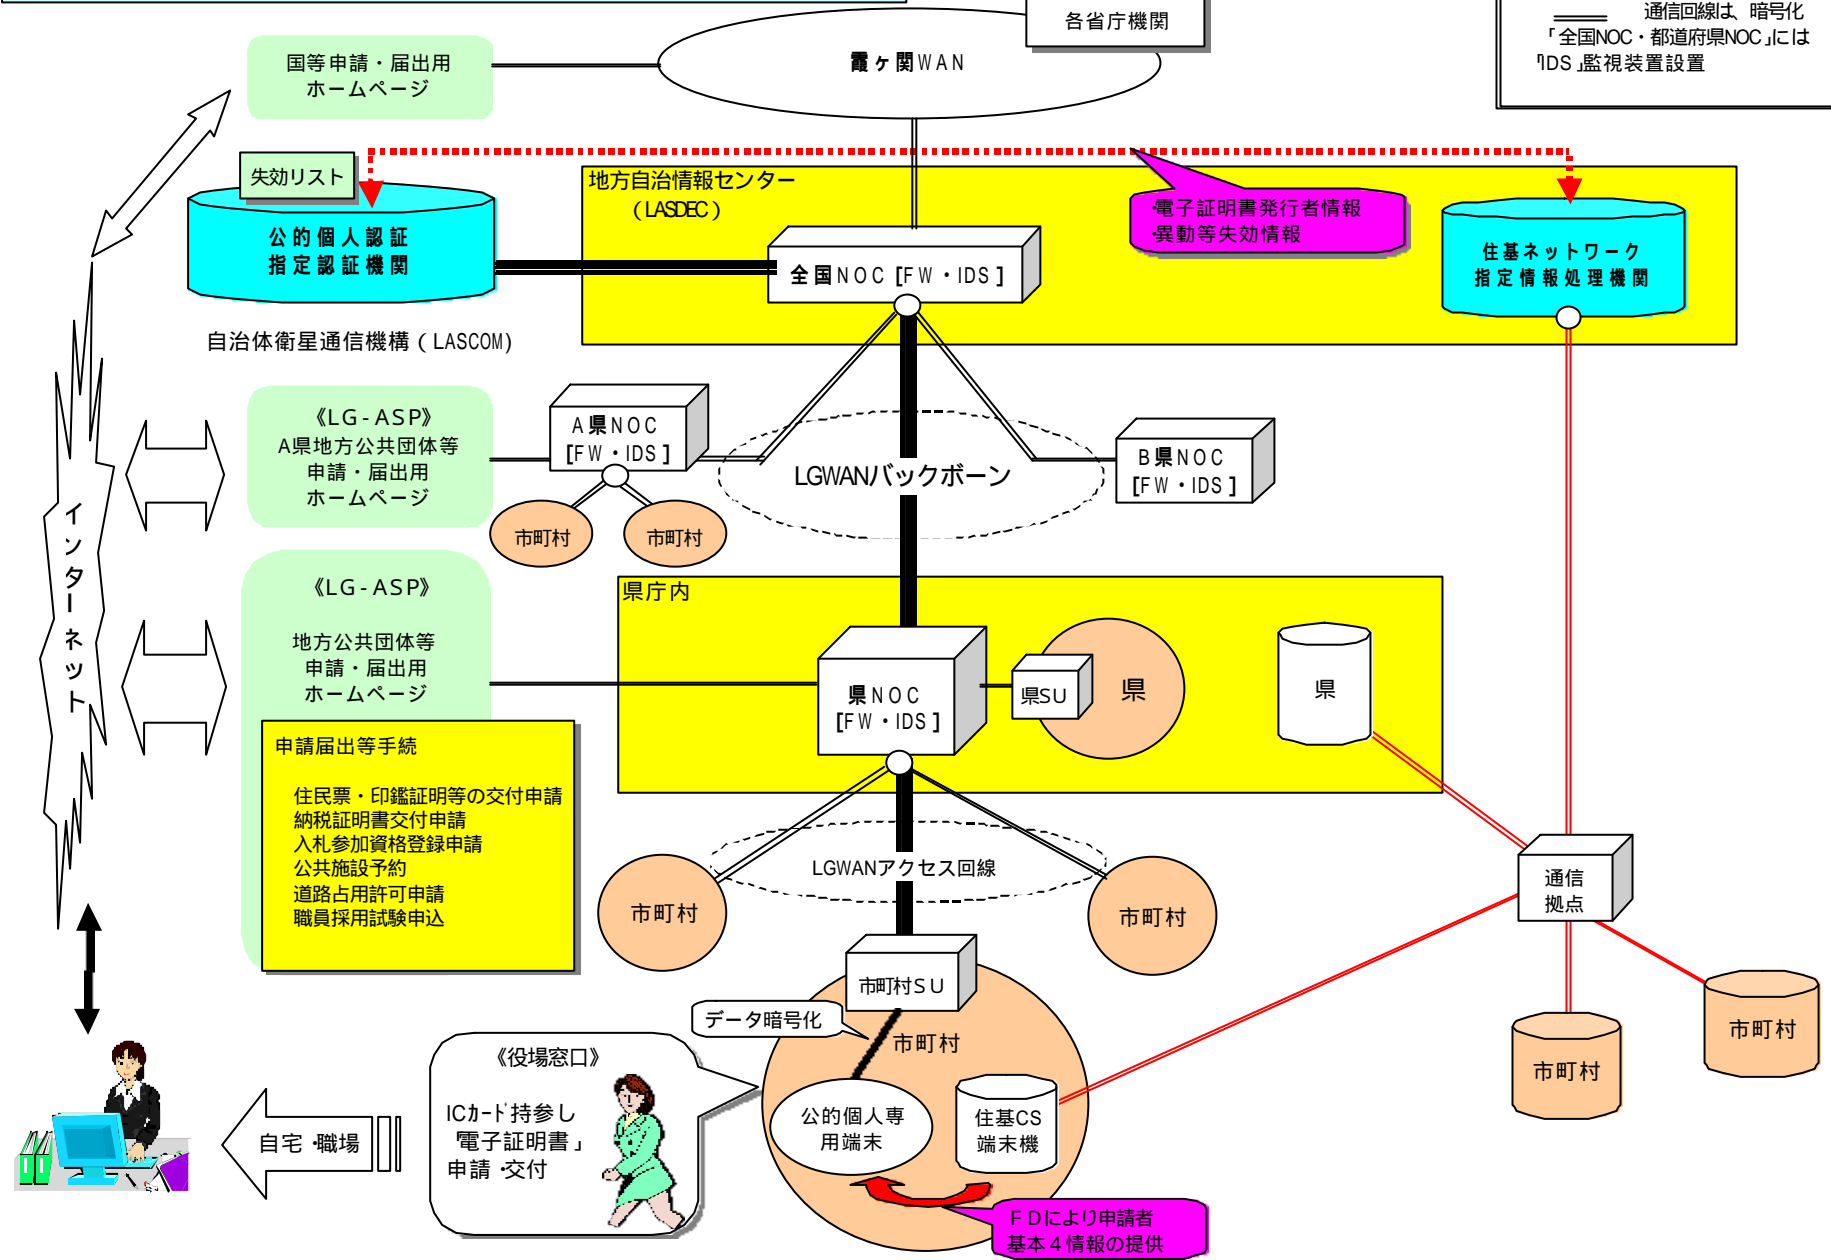 各省庁機関
通信回線は、暗号化
「全国NOC・都道府県NOC」には
「IDS」監視装置設置
国等申請・届出用
ホームページ
霞ヶ関WAN
失効リスト
公的個人認証
指定認証機関
自治体衛星通信機構(LASCOM)
地方自治情報センター
(LASDEC)
全国NOC[FW・IDS]
・電子証明書発行者情報
・異動等失効情報
住基ネットワーク
指定情報処理機関
《LG-ASP》
A県地方公共団体等
申請・届出用
ホームページ
A県NOC
[FW・IDS]
市町村
市町村
LGWANバックボーン
B県NOC
[FW・IDS]
インターネット
《LG-ASP》
地方公共団体等
申請・届出用
ホームページ
県庁内
県NOC
[FW・IDS]
県SU
県
県
申請届出等手続
住民票・印鑑証明等の交付申請
納税証明書交付申請
入札参加資格登録申請
公共施設予約
道路占用許可申請
職員採用試験申込
LGWANアクセス回線
市町村
市町村
通信
拠点
市町村SU
データ暗号化
市町村
市町村
市町村
《役場窓口》
ICカード持参し
「電子証明書」
申請・交付
自宅・職場
公的個人専
用端末
住基CS
端末機
FDにより申請者
基本4情報の提供